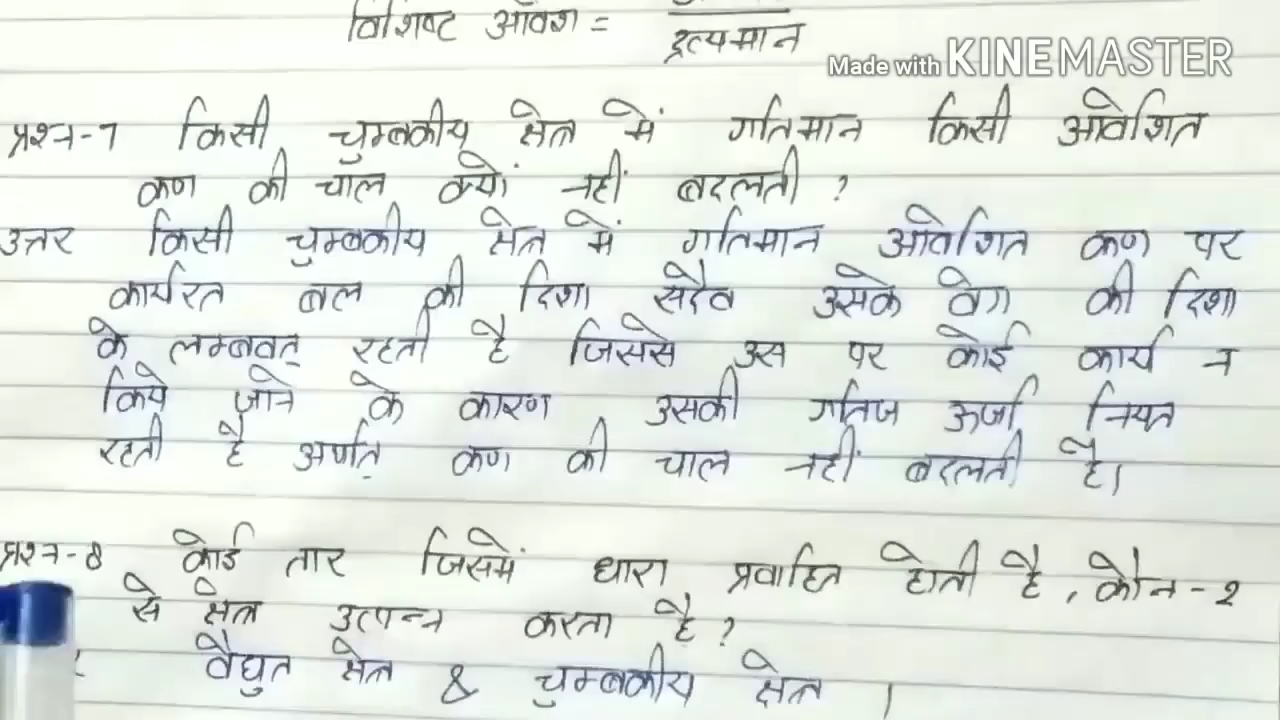 विशिष्ट आवेश =
द्रव्यमान
Made with KINEMASTER
प्रश्न-7 किसी चुम्बकीय क्षेत्र में गतिमान किसी आवेशित
कण की चाल क्यों नहीं बदलती ?
उत्तर किसी चुम्बकीय क्षेत्र में गतिमान आवेशित कण पर
कार्यरत बल की दिशा सदैव उसके वेग की दिशा
के लम्बवत् रहती है जिससे उस पर कोई कार्य न
किये जाने के कारण उसकी गतिज ऊर्जा नियत
रहती है अर्थात् कण की चाल नहीं बदलती है।
प्रश्न-8 कोई तार जिसमें धारा प्रवाहित होती है, कौन-२
से क्षेत्र उत्पन्न करता है ?
वैद्युत क्षेत्र & चुम्बकीय क्षेत्र ।